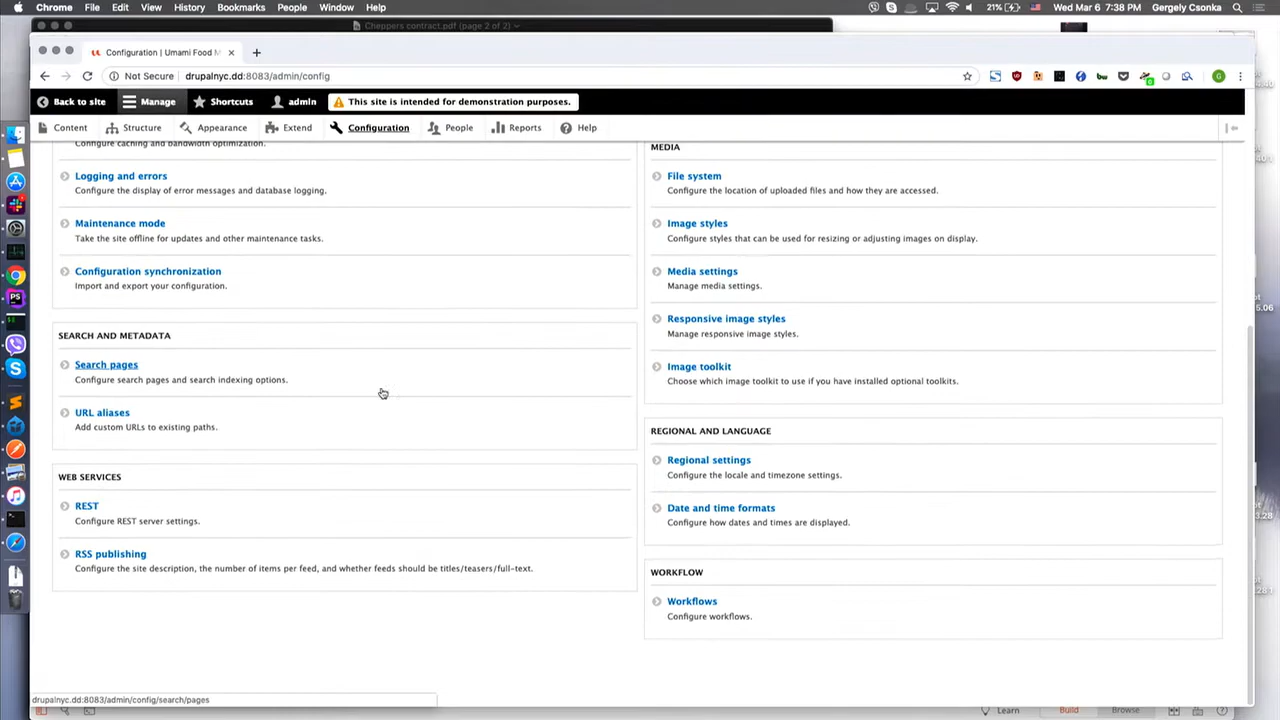 Chrome File Edit View History Bookmarks People Window Help 21% Wed Mar 6 7:38 PM Gergely Csonka
Cheppers contract.pdf (page 2 of 2)
Configuration | Umami Food
Not Secure drupalnyc.dd:8083/admin/config
Back to site Manage Shortcuts admin This site is intended for demonstration purposes.
Content Structure Appearance Extend Configuration People Reports Help
Configure caching and bandwidth optimization.
Logging and errors
Configure the display of error messages and database logging.
Maintenance mode
Take the site offline for updates and other maintenance tasks.
Configuration synchronization
Import and export your configuration.
SEARCH AND METADATA
Search pages
Configure search pages and search indexing options.
URL aliases
Add custom URLs to existing paths.
WEB SERVICES
REST
Configure REST server settings.
RSS publishing
Configure the site description, the number of items per feed, and whether feeds should be titles/teasers/full-text.
MEDIA
File system
Configure the location of uploaded files and how they are accessed.
Image styles
Configure styles that can be used for resizing or adjusting images on display.
Media settings
Manage media settings.
Responsive image styles
Manage responsive image styles.
Image toolkit
Choose which image toolkit to use if you have installed optional toolkits.
REGIONAL AND LANGUAGE
Regional settings
Configure the locale and timezone settings.
Date and time formats
Configure how dates and times are displayed.
WORKFLOW
Workflows
Configure workflows.
drupalnyc.dd:8083/admin/config/search/pages
Learn Build Browse